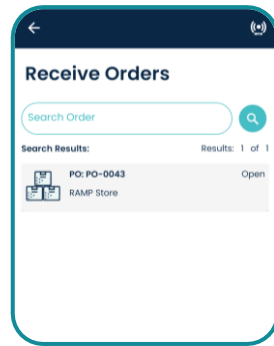 Receive Orders
Search Order
Search Results: Results: 1 of 1
PO: PO-0043 Open
RAMP Store